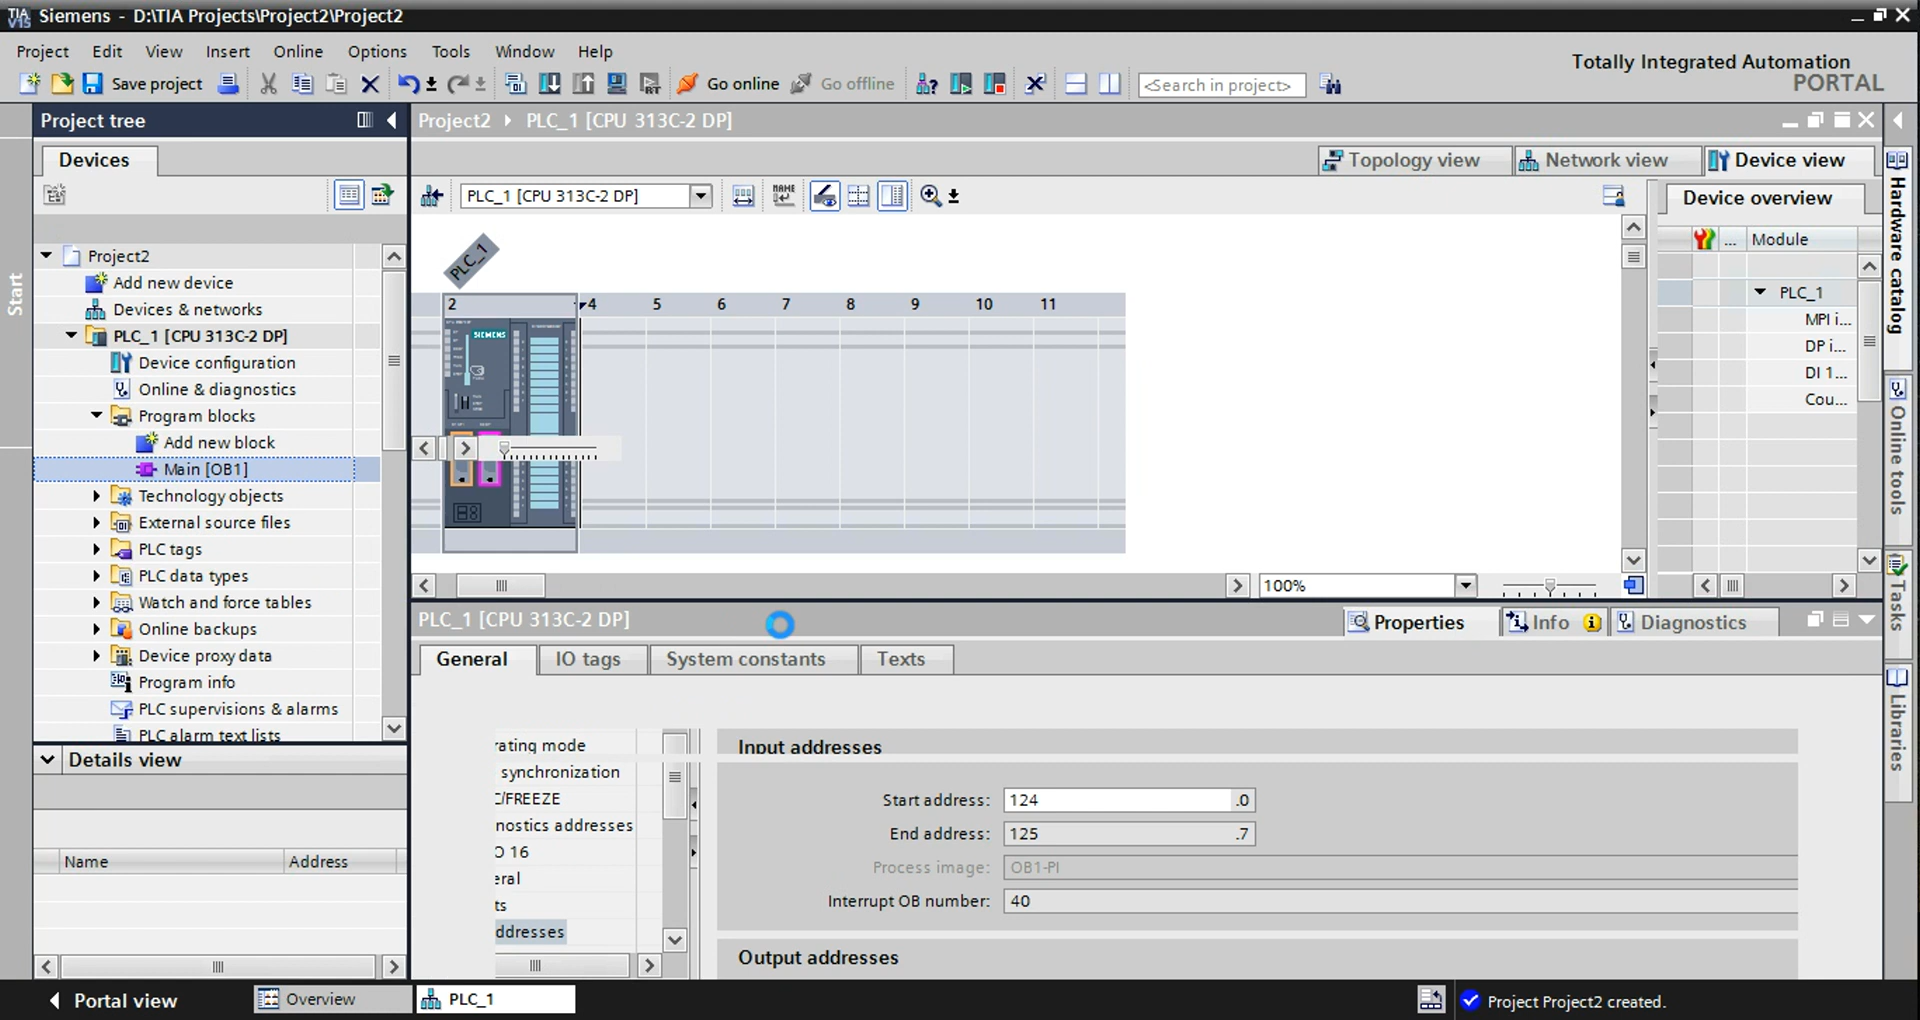 TIA V15 Siemens - D:\TIA Projects\Project2\Project2
Project Edit View Insert Online Options Tools Window Help
Totally Integrated Automation
PORTAL
Save project Go online Go offline <Search in project>
Project tree
Project2 PLC_1 [CPU 313C-2 DP]
Devices
Topology view Network view Device view
PLC_1 [CPU 313C-2 DP]
Device overview
... Module
Project2
Add new device
Devices & networks
PLC_1 [CPU 313C-2 DP]
Device configuration
Online & diagnostics
Program blocks
Add new block
Main [OB1]
Technology objects
External source files
PLC tags
PLC data types
Watch and force tables
Online backups
Device proxy data
Program info
PLC supervisions & alarms
PLC alarm text lists
PLC_1
2 4 5 6 7 8 9 10 11
SIEMENS
PLC_1
MPI i...
DP i...
DI 1...
Cou...
100%
Start
Hardware catalog
Online tools
Tasks
Libraries
PLC_1 [CPU 313C-2 DP]
Properties Info Diagnostics
General IO tags System constants Texts
rating mode
synchronization
C/FREEZE
nostics addresses
O 16
eral
ts
ddresses
Input addresses
Start address: 124 .0
End address: 125 .7
Process image: OB1-PI
Interrupt OB number: 40
Output addresses
Details view
Name Address
Portal view Overview PLC_1
Project Project2 created.